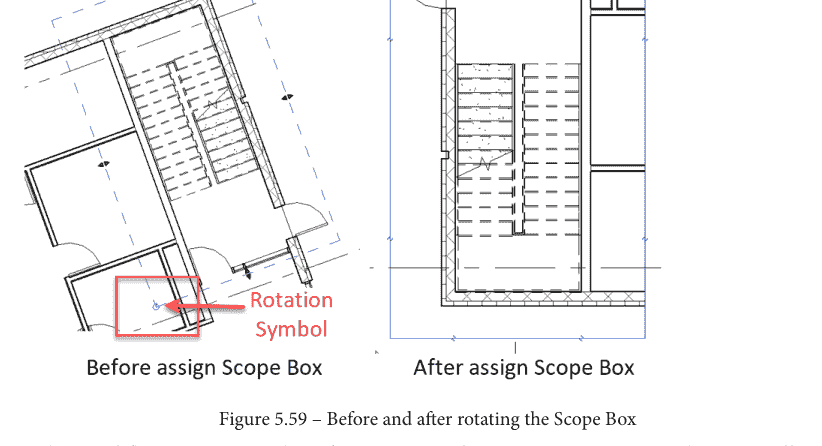 Rotation
Symbol
Before assign Scope Box
After assign Scope Box
Figure 5.59 – Before and after rotating the Scope Box